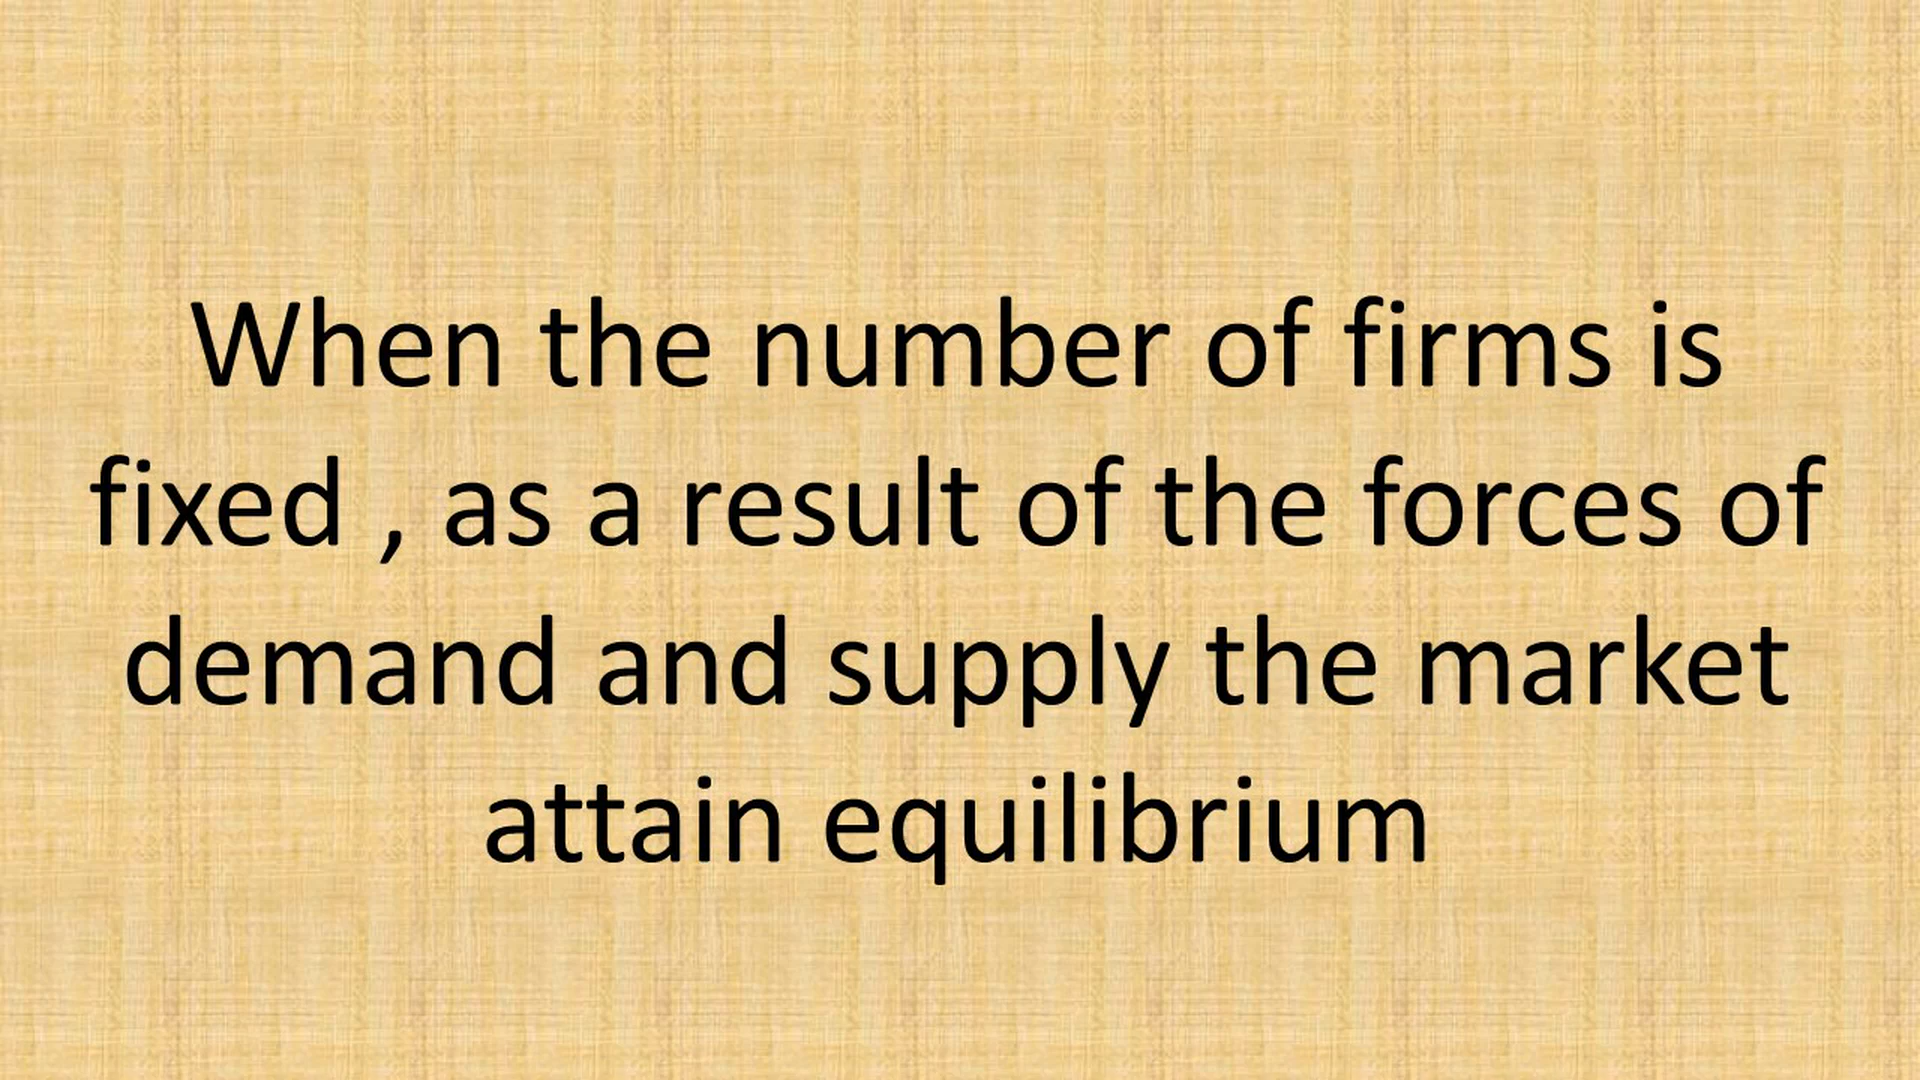 When the number of firms is
fixed , as a result of the forces of
demand and supply the market
attain equilibrium